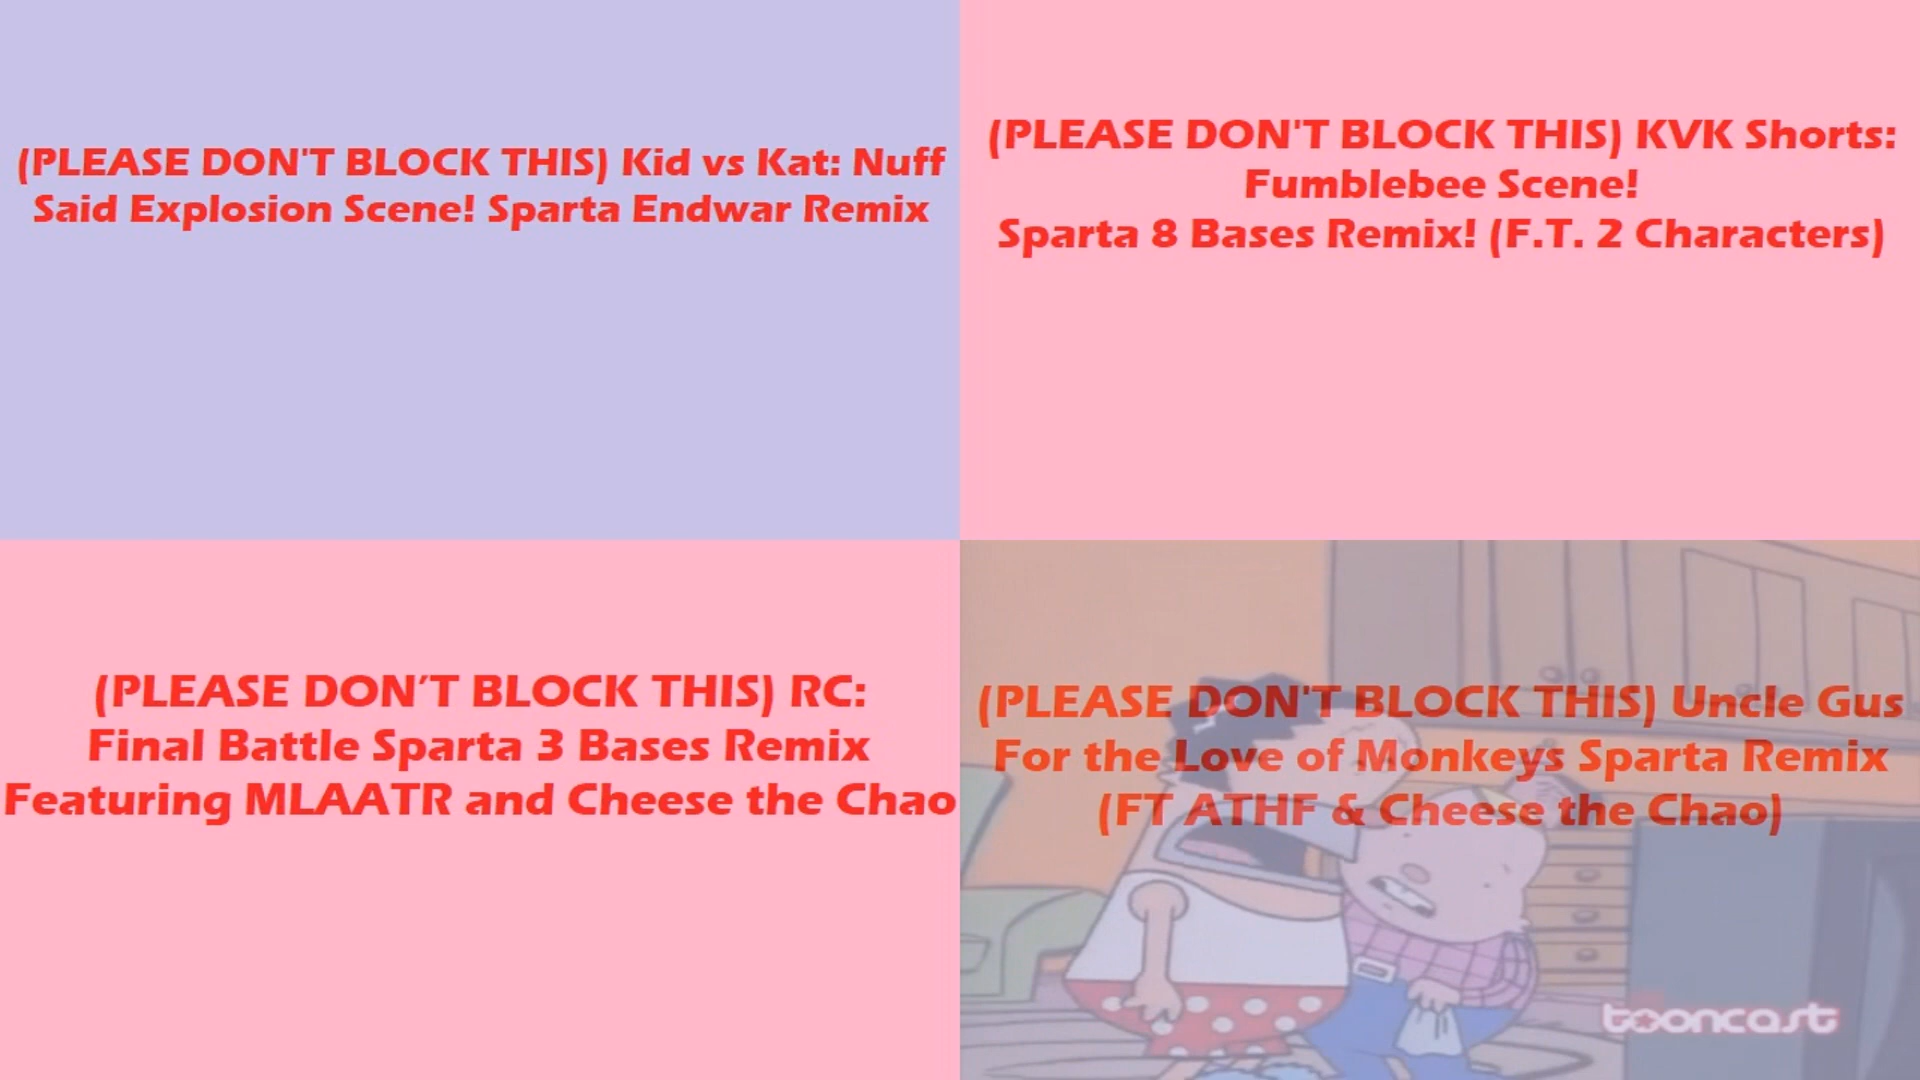 (PLEASE DON'T BLOCK THIS) Kid vs Kat: Nuff
Said Explosion Scene! Sparta Endwar Remix
(PLEASE DON'T BLOCK THIS) KVK Shorts:
Fumblebee Scene!
Sparta 8 Bases Remix! (F.T. 2 Characters)
(PLEASE DON’T BLOCK THIS) RC:
Final Battle Sparta 3 Bases Remix
Featuring MLAATR and Cheese the Chao
(PLEASE DON'T BLOCK THIS) Uncle Gus
For the Love of Monkeys Sparta Remix
(FT ATHF & Cheese the Chao)
tooncast